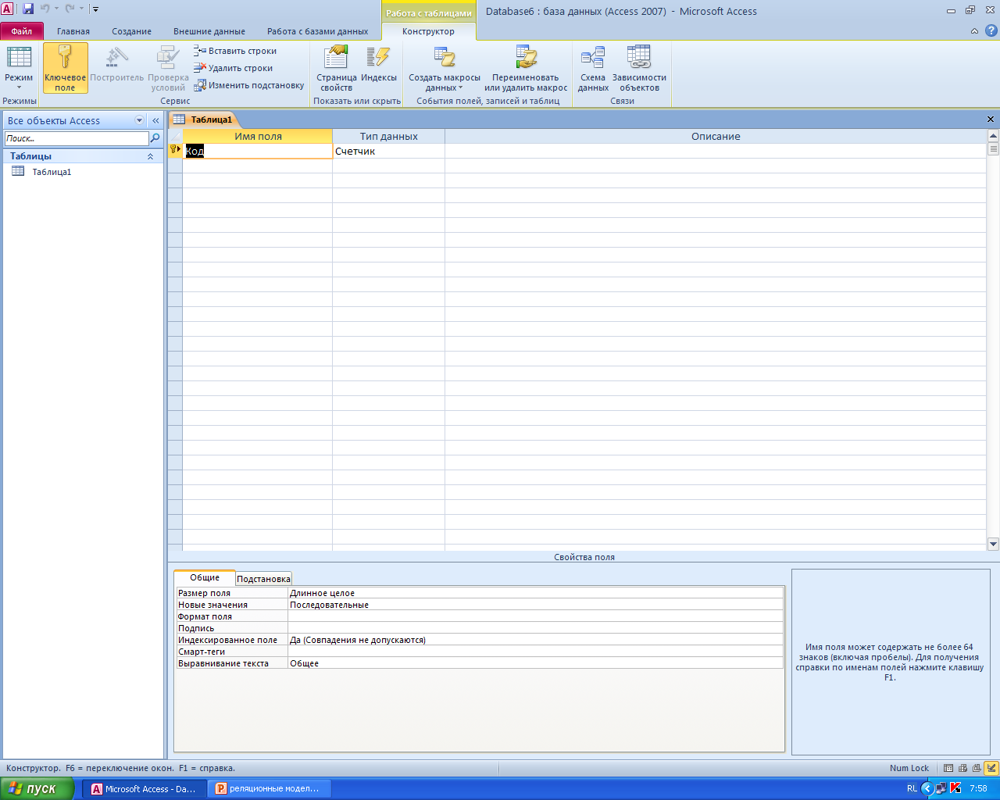 Работа с таблицами
Database6 : база данных (Access 2007) - Microsoft Access
Файл
Главная
Создание
Внешние данные
Работа с базами данных
Конструктор
Режим
Ключевое
поле
Построитель
Проверка
условий
Вставить строки
Удалить строки
Изменить подстановку
Страница
свойств
Индексы
Создать макросы
данных
Переименовать
или удалить макрос
Схема
данных
Зависимости
объектов
Режимы
Сервис
Показать или скрыть
События полей, записей и таблиц
Связи
Все объекты Access
Поиск...
Таблицы
Таблица1
Таблица1
Имя поля
Тип данных
Описание
Код
Счетчик
Свойства поля
Общие
Подстановка
Размер поля
Длинное целое
Новые значения
Последовательные
Формат поля
Подпись
Индексированное поле
Да (Совпадения не допускаются)
Смарт-теги
Выравнивание текста
Общее
Имя поля может содержать не более 64
знаков (включая пробелы). Для получения
справки по именам полей нажмите клавишу
F1.
Конструктор. F6 = переключение окон. F1 = справка.
Num Lock
пуск
Microsoft Access - Da...
реляционные модел...
RL
7:58